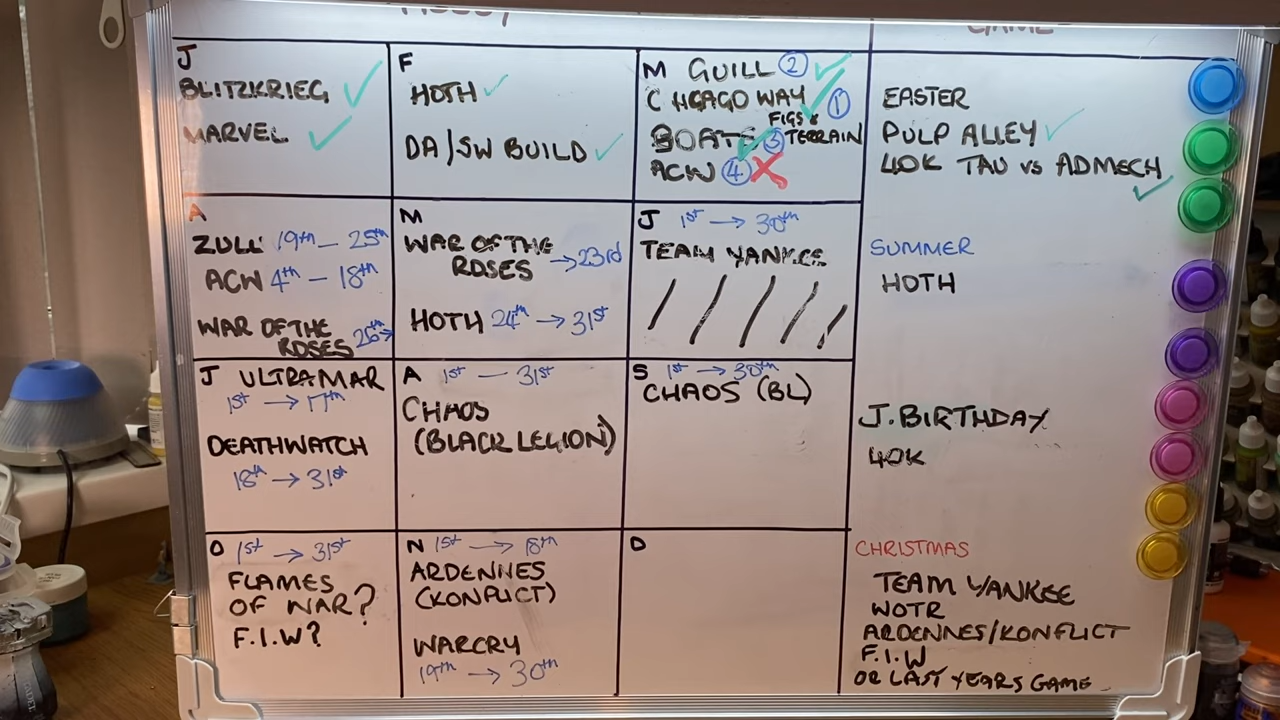 HOBBY
GAME
J
BLITZKRIEG ✓
MARVEL ✓
F
HOTH ✓
DA/SW BUILD ✓
M GUILL ② ✓
CHIAGO WAY ① ✓
FIGS &
BOATS ③ TERRAIN ✓
ACW ④ ✗
EASTER
PULP ALLEY ✓
40K TAU vs ADMECH ✓
A
ZULU 19th – 25th
ACW 4th – 18th
WAR OF THE
ROSES 26th →
M
WAR OF THE
ROSES → 23rd
HOTH 24th → 31st
J 1st → 30th
TEAM YANKEE
SUMMER
HOTH
J ULTRAMAR
1st → 17th
DEATHWATCH
18th → 31st
A 1st — 31st
CHAOS
(BLACK LEGION)
S 1st → 30th
CHAOS (BL)
J. BIRTHDAY
40K
O 1st → 31st
FLAMES
OF WAR?
F.I.W?
N 1st → 18th
ARDENNES
(KONFLICT)
WARCRY
19th → 30th
D
CHRISTMAS
TEAM YANKEE
WOTR
ARDENNES/KONFLICT
F.I.W
OR LAST YEARS GAME